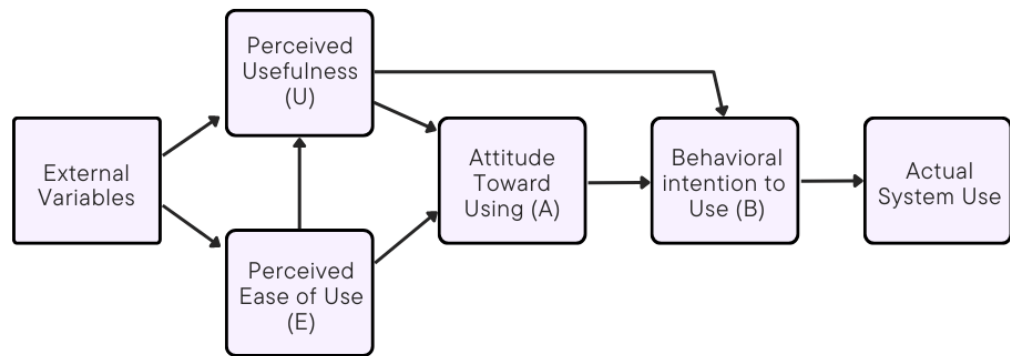 Perceived
Usefulness
(U)
External
Variables
Perceived
Ease of Use
(E)
Attitude
Toward
Using (A)
Behavioral
intention to
Use (B)
Actual
System Use